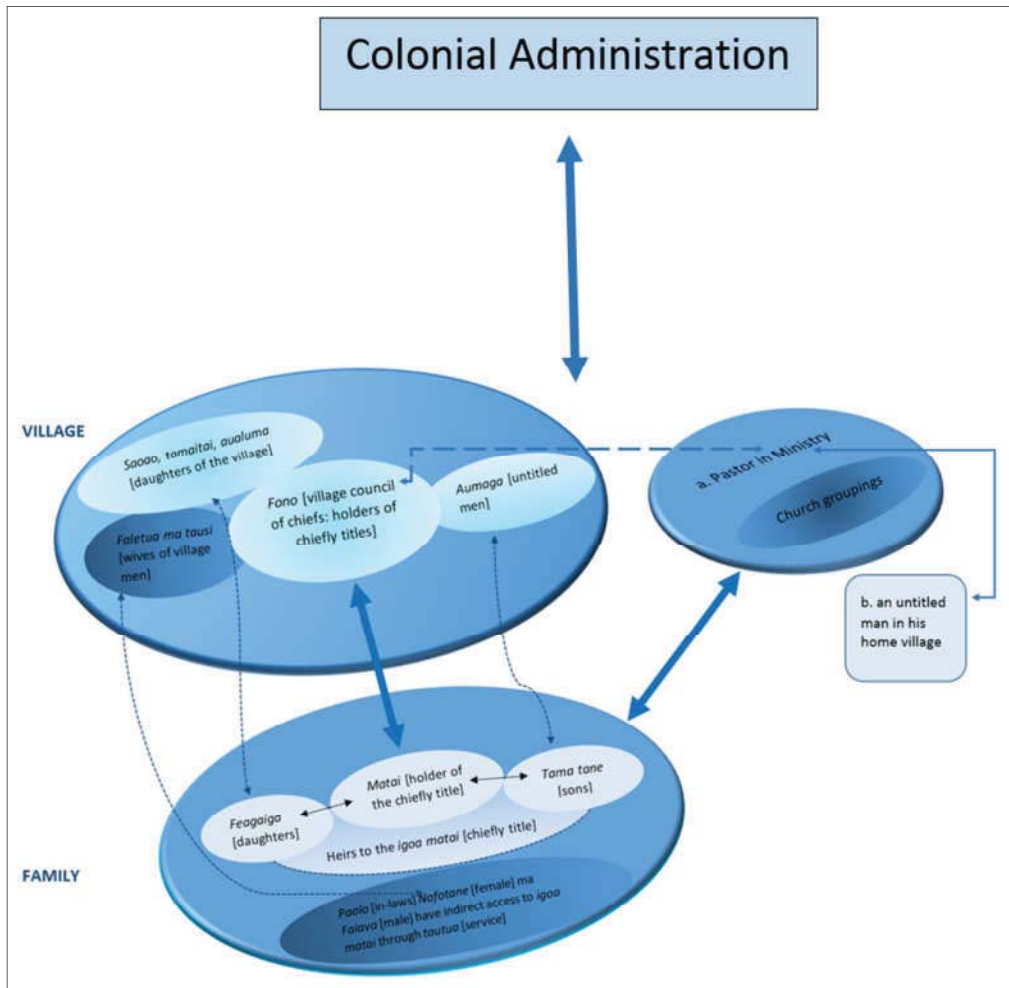 Colonial Administration
VILLAGE
Saoao, tamaitai, aualuma
[daughters of the village]
Faletua ma tausi
[wives of village
men]
Fono [village council
of chiefs: holders of
chiefly titles]
Aumaga [untitled
men]
a. Pastor in Ministry
Church groupings
b. an untitled
man in his
home village
FAMILY
Feagaiga
[daughters]
Matai [holder of
the chiefly title]
Tama tane
[sons]
Heirs to the igoa matai [chiefly title]
Paolo [in-laws] Nofotane [female] ma
Faiava [male] have indirect access to igoa
matai through tautua [service]